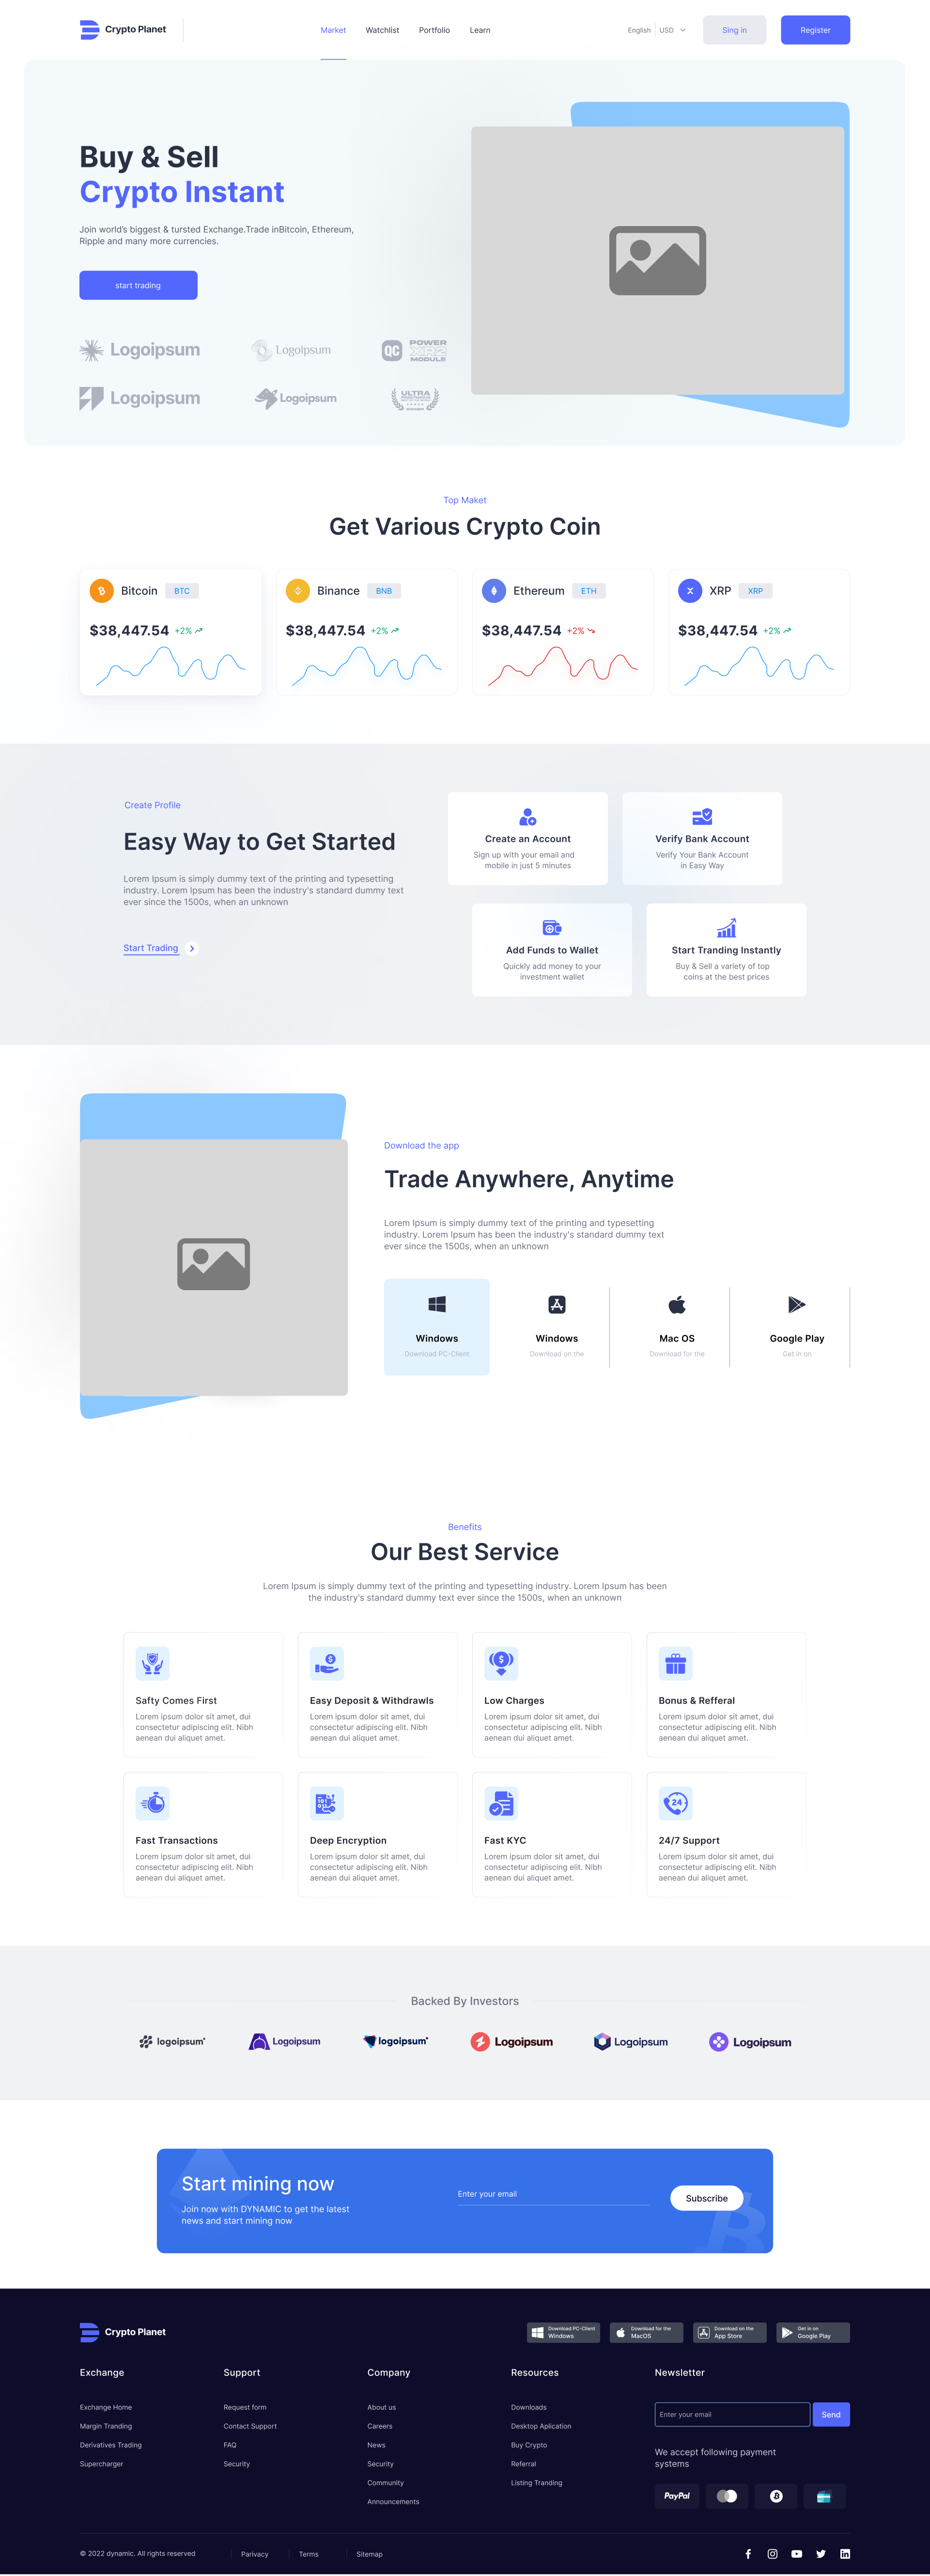 Crypto Planet
Market Watchlist Portfolio Learn
English USD
Sing in
Register
Buy & Sell
Crypto Instant
Join world's biggest & tursted Exchange.Trade inBitcoin, Ethereum,
Ripple and many more currencies.
start trading
Logoipsum
Logoipsum
QC POWER
XR2
MODULE
Logoipsum
Logoipsum
ULTRA
Top Maket
Get Various Crypto Coin
Bitcoin BTC
$38,447.54 +2%
Binance BNB
$38,447.54 +2%
Ethereum ETH
$38,447.54 +2%
XRP XRP
$38,447.54 +2%
Create Profile
Easy Way to Get Started
Lorem Ipsum is simply dummy text of the printing and typesetting
industry. Lorem Ipsum has been the industry's standard dummy text
ever since the 1500s, when an unknown
Start Trading
Create an Account
Sign up with your email and
mobile in just 5 minutes
Verify Bank Account
Verify Your Bank Account
in Easy Way
Add Funds to Wallet
Quickly add money to your
investment wallet
Start Tranding Instantly
Buy & Sell a variety of top
coins at the best prices
Download the app
Trade Anywhere, Anytime
Lorem Ipsum is simply dummy text of the printing and typesetting
industry. Lorem Ipsum has been the industry's standard dummy text
ever since the 1500s, when an unknown
Windows
Download PC-Client
Windows
Download on the
Mac OS
Download for the
Google Play
Get in on
Benefits
Our Best Service
Lorem Ipsum is simply dummy text of the printing and typesetting industry. Lorem Ipsum has been
the industry's standard dummy text ever since the 1500s, when an unknown
Safty Comes First
Lorem ipsum dolor sit amet, dui
consectetur adipiscing elit. Nibh
aenean dui aliquet amet.
Easy Deposit & Withdrawls
Lorem ipsum dolor sit amet, dui
consectetur adipiscing elit. Nibh
aenean dui aliquet amet.
Low Charges
Lorem ipsum dolor sit amet, dui
consectetur adipiscing elit. Nibh
aenean dui aliquet amet.
Bonus & Refferal
Lorem ipsum dolor sit amet, dui
consectetur adipiscing elit. Nibh
aenean dui aliquet amet.
Fast Transactions
Lorem ipsum dolor sit amet, dui
consectetur adipiscing elit. Nibh
aenean dui aliquet amet.
Deep Encryption
Lorem ipsum dolor sit amet, dui
consectetur adipiscing elit. Nibh
aenean dui aliquet amet.
Fast KYC
Lorem ipsum dolor sit amet, dui
consectetur adipiscing elit. Nibh
aenean dui aliquet amet.
24
24/7 Support
Lorem ipsum dolor sit amet, dui
consectetur adipiscing elit. Nibh
aenean dui aliquet amet.
Backed By Investors
logoipsum
Logoipsum
logoipsum
Logoipsum
Logoipsum
Logoipsum
Start mining now
Join now with DYNAMIC to get the latest
news and start mining now
Enter your email
Subscribe
Crypto Planet
Download PC-Client
Windows
Download for the
MacOS
Download on the
App Store
Get in on
Google Play
Exchange
Exchange Home
Margin Tranding
Derivatives Trading
Supercharger
Support
Request form
Contact Support
FAQ
Security
Company
About us
Careers
News
Security
Community
Announcements
Resources
Downloads
Desktop Aplication
Buy Crypto
Referral
Listing Tranding
Newsletter
Enter your email
Send
We accept following payment
systems
PayPal
© 2022 dynamic. All rights reserved
Parivacy
Terms
Sitemap